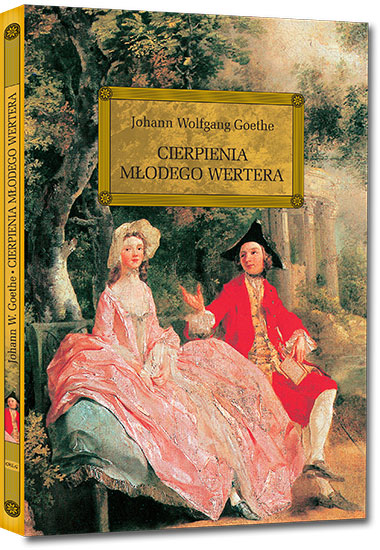 Johann Wolfgang Goethe
CIERPIENIA
MŁODEGO WERTERA
Johann W. Goethe • CIERPIENIA MŁODEGO WERTERA